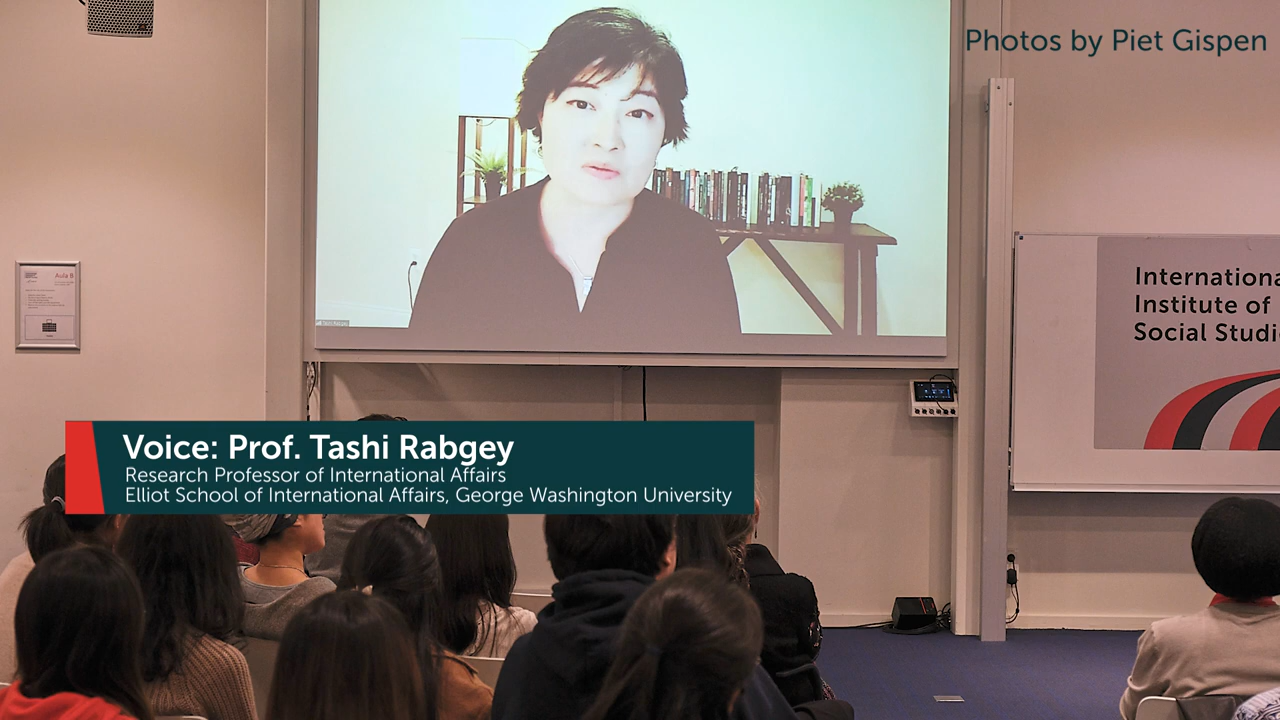 Photos by Piet Gispen
Aula B
Internationa
Institute of
Social Studi
Voice: Prof. Tashi Rabgey
Research Professor of International Affairs
Elliot School of International Affairs, George Washington University